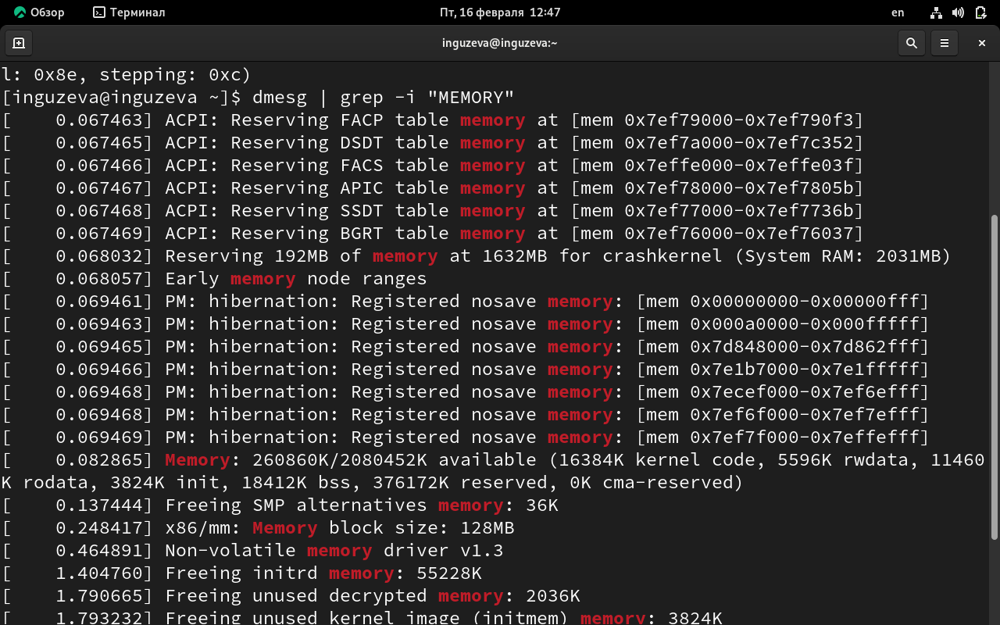 Обзор Терминал Пт, 16 февраля 12:47 en
inguzeva@inguzeva:~
l: 0x8e, stepping: 0xc)
[inguzeva@inguzeva ~]$ dmesg | grep -i "MEMORY"
[    0.067463] ACPI: Reserving FACP table memory at [mem 0x7ef79000-0x7ef790f3]
[    0.067465] ACPI: Reserving DSDT table memory at [mem 0x7ef7a000-0x7ef7c352]
[    0.067466] ACPI: Reserving FACS table memory at [mem 0x7effe000-0x7effe03f]
[    0.067467] ACPI: Reserving APIC table memory at [mem 0x7ef78000-0x7ef7805b]
[    0.067468] ACPI: Reserving SSDT table memory at [mem 0x7ef77000-0x7ef7736b]
[    0.067469] ACPI: Reserving BGRT table memory at [mem 0x7ef76000-0x7ef76037]
[    0.068032] Reserving 192MB of memory at 1632MB for crashkernel (System RAM: 2031MB)
[    0.068057] Early memory node ranges
[    0.069461] PM: hibernation: Registered nosave memory: [mem 0x00000000-0x00000fff]
[    0.069463] PM: hibernation: Registered nosave memory: [mem 0x000a0000-0x000fffff]
[    0.069465] PM: hibernation: Registered nosave memory: [mem 0x7d848000-0x7d862fff]
[    0.069466] PM: hibernation: Registered nosave memory: [mem 0x7e1b7000-0x7e1fffff]
[    0.069468] PM: hibernation: Registered nosave memory: [mem 0x7ecef000-0x7ef6efff]
[    0.069468] PM: hibernation: Registered nosave memory: [mem 0x7ef6f000-0x7ef7efff]
[    0.069469] PM: hibernation: Registered nosave memory: [mem 0x7ef7f000-0x7effefff]
[    0.082865] Memory: 260860K/2080452K available (16384K kernel code, 5596K rwdata, 11460
K rodata, 3824K init, 18412K bss, 376172K reserved, 0K cma-reserved)
[    0.137444] Freeing SMP alternatives memory: 36K
[    0.248417] x86/mm: Memory block size: 128MB
[    0.464891] Non-volatile memory driver v1.3
[    1.404760] Freeing initrd memory: 55228K
[    1.790665] Freeing unused decrypted memory: 2036K
[    1.793232] Freeing unused kernel image (initmem) memory: 3824K